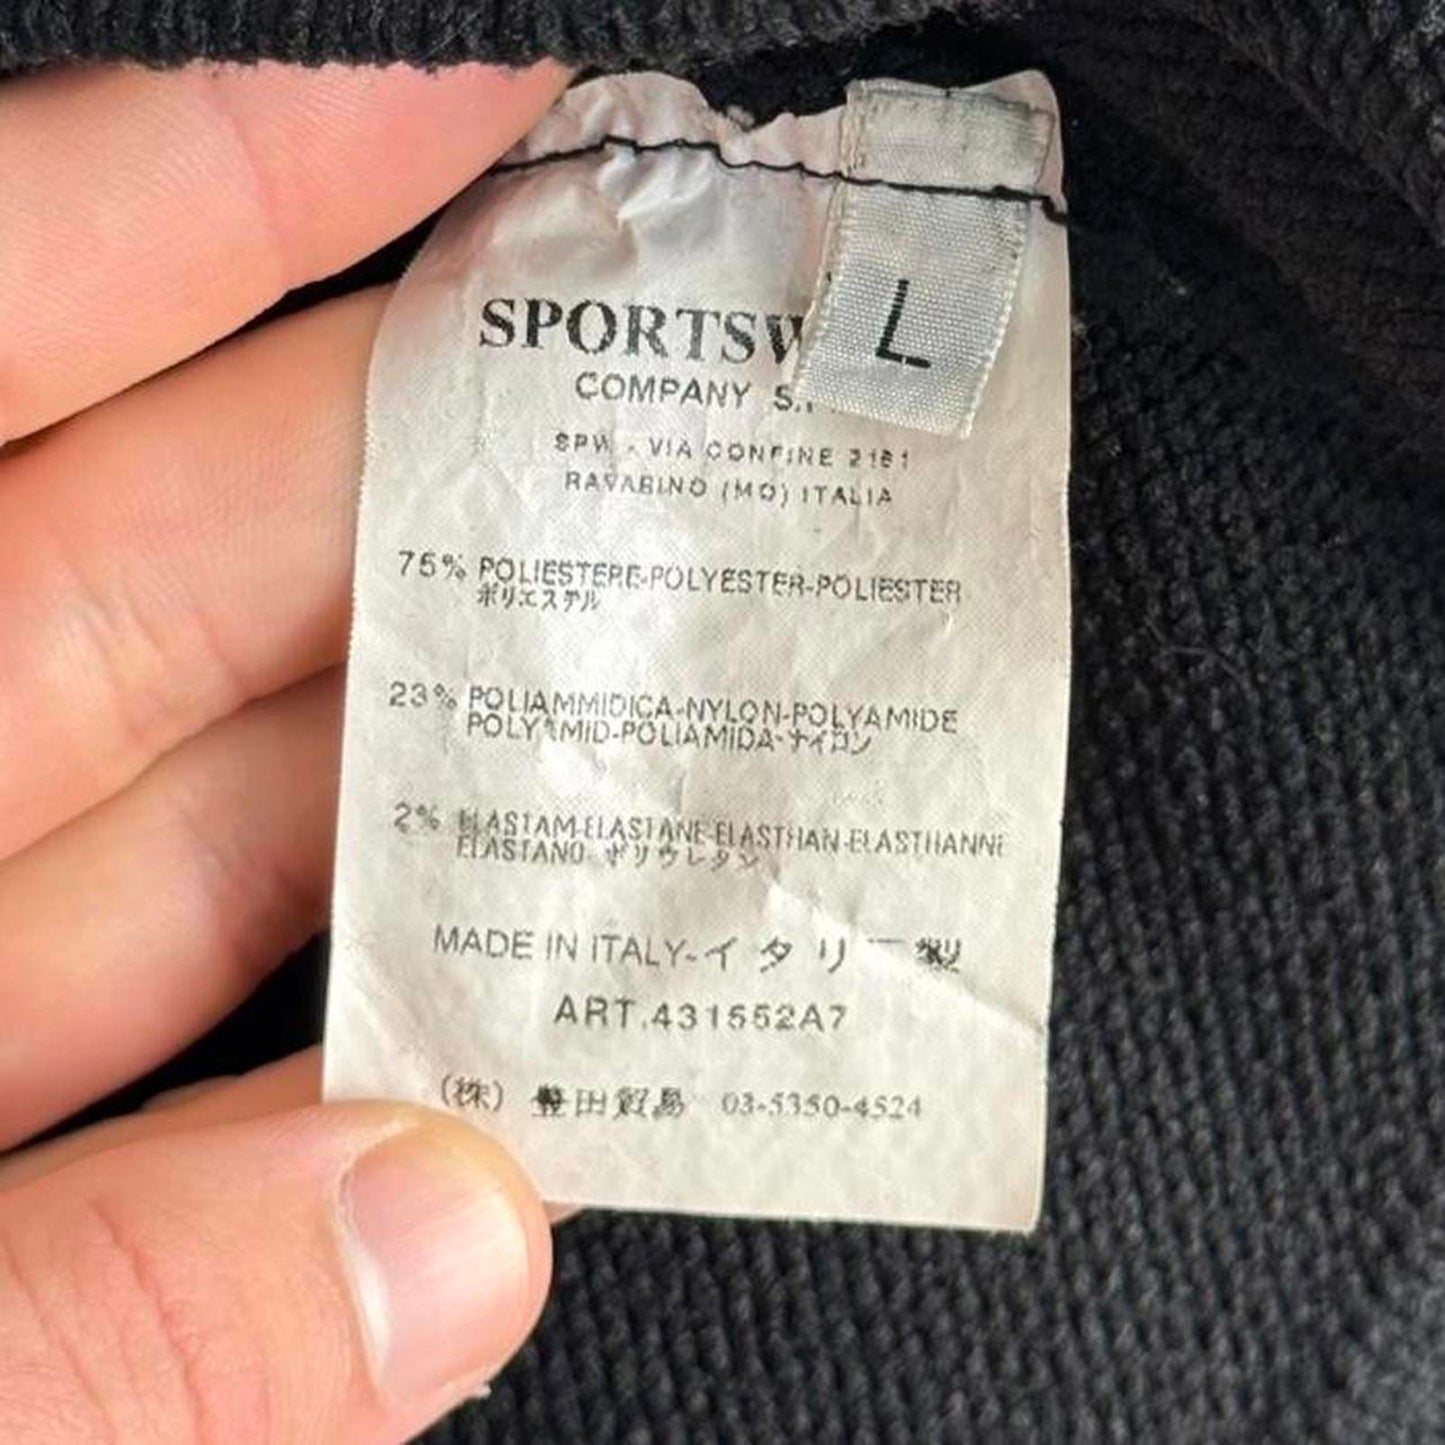 L
SPORTSW
COMPANY S.
SPW - VIA CONFINE 2161
RAVARINO (MO) ITALIA
75% POLIESTERE-POLYESTER-POLIESTER
ポリエステル
23% POLIAMMIDICA-NYLON-POLYAMIDE
POLYAMID-POLIAMIDA-ナイロン
2% ELASTAM-ELASTANE-ELASTHAN-ELASTHANNE
ELASTANO ポリウレタン
MADE IN ITALY-イタリー製
ART.431552A7
(株) 豊田貿易 03-5350-4524